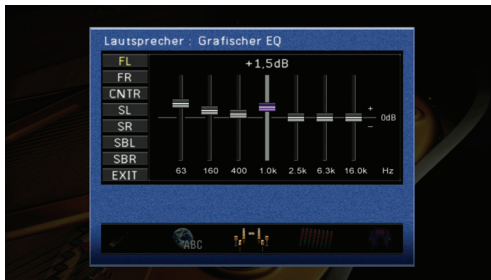 Lautsprecher : Grafischer EQ
FL
FR
CNTR
SL
SR
SBL
SBR
EXIT
+1,5dB
+
0dB
−
63 160 400 1.0k 2.5k 6.3k 16.0k Hz
ABC